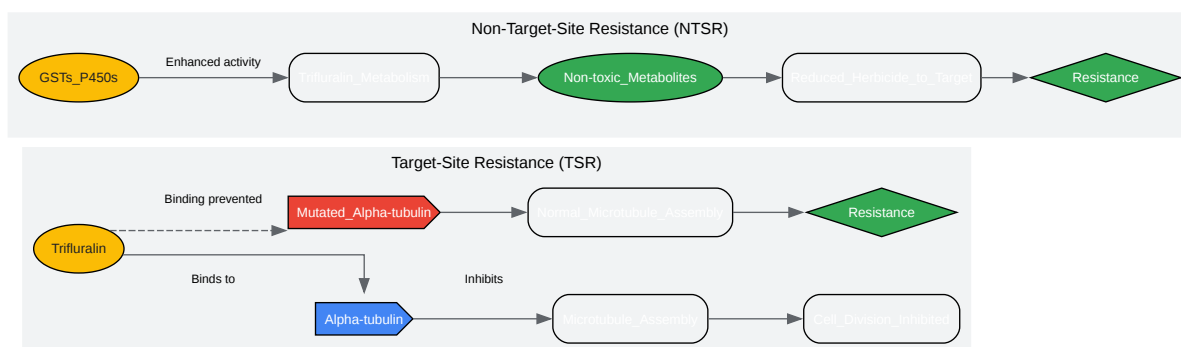 Non-Target-Site Resistance (NTSR)
GSTs_P450s
Enhanced activity
Trifluralin_Metabolism
Non-toxic_Metabolites
Reduced_Herbicide_to_Target
Resistance
Target-Site Resistance (TSR)
Trifluralin
Binding prevented
Mutated_Alpha-tubulin
Normal_Microtubule_Assembly
Resistance
Binds to
Alpha-tubulin
Inhibits
Microtubule_Assembly
Cell_Division_Inhibited